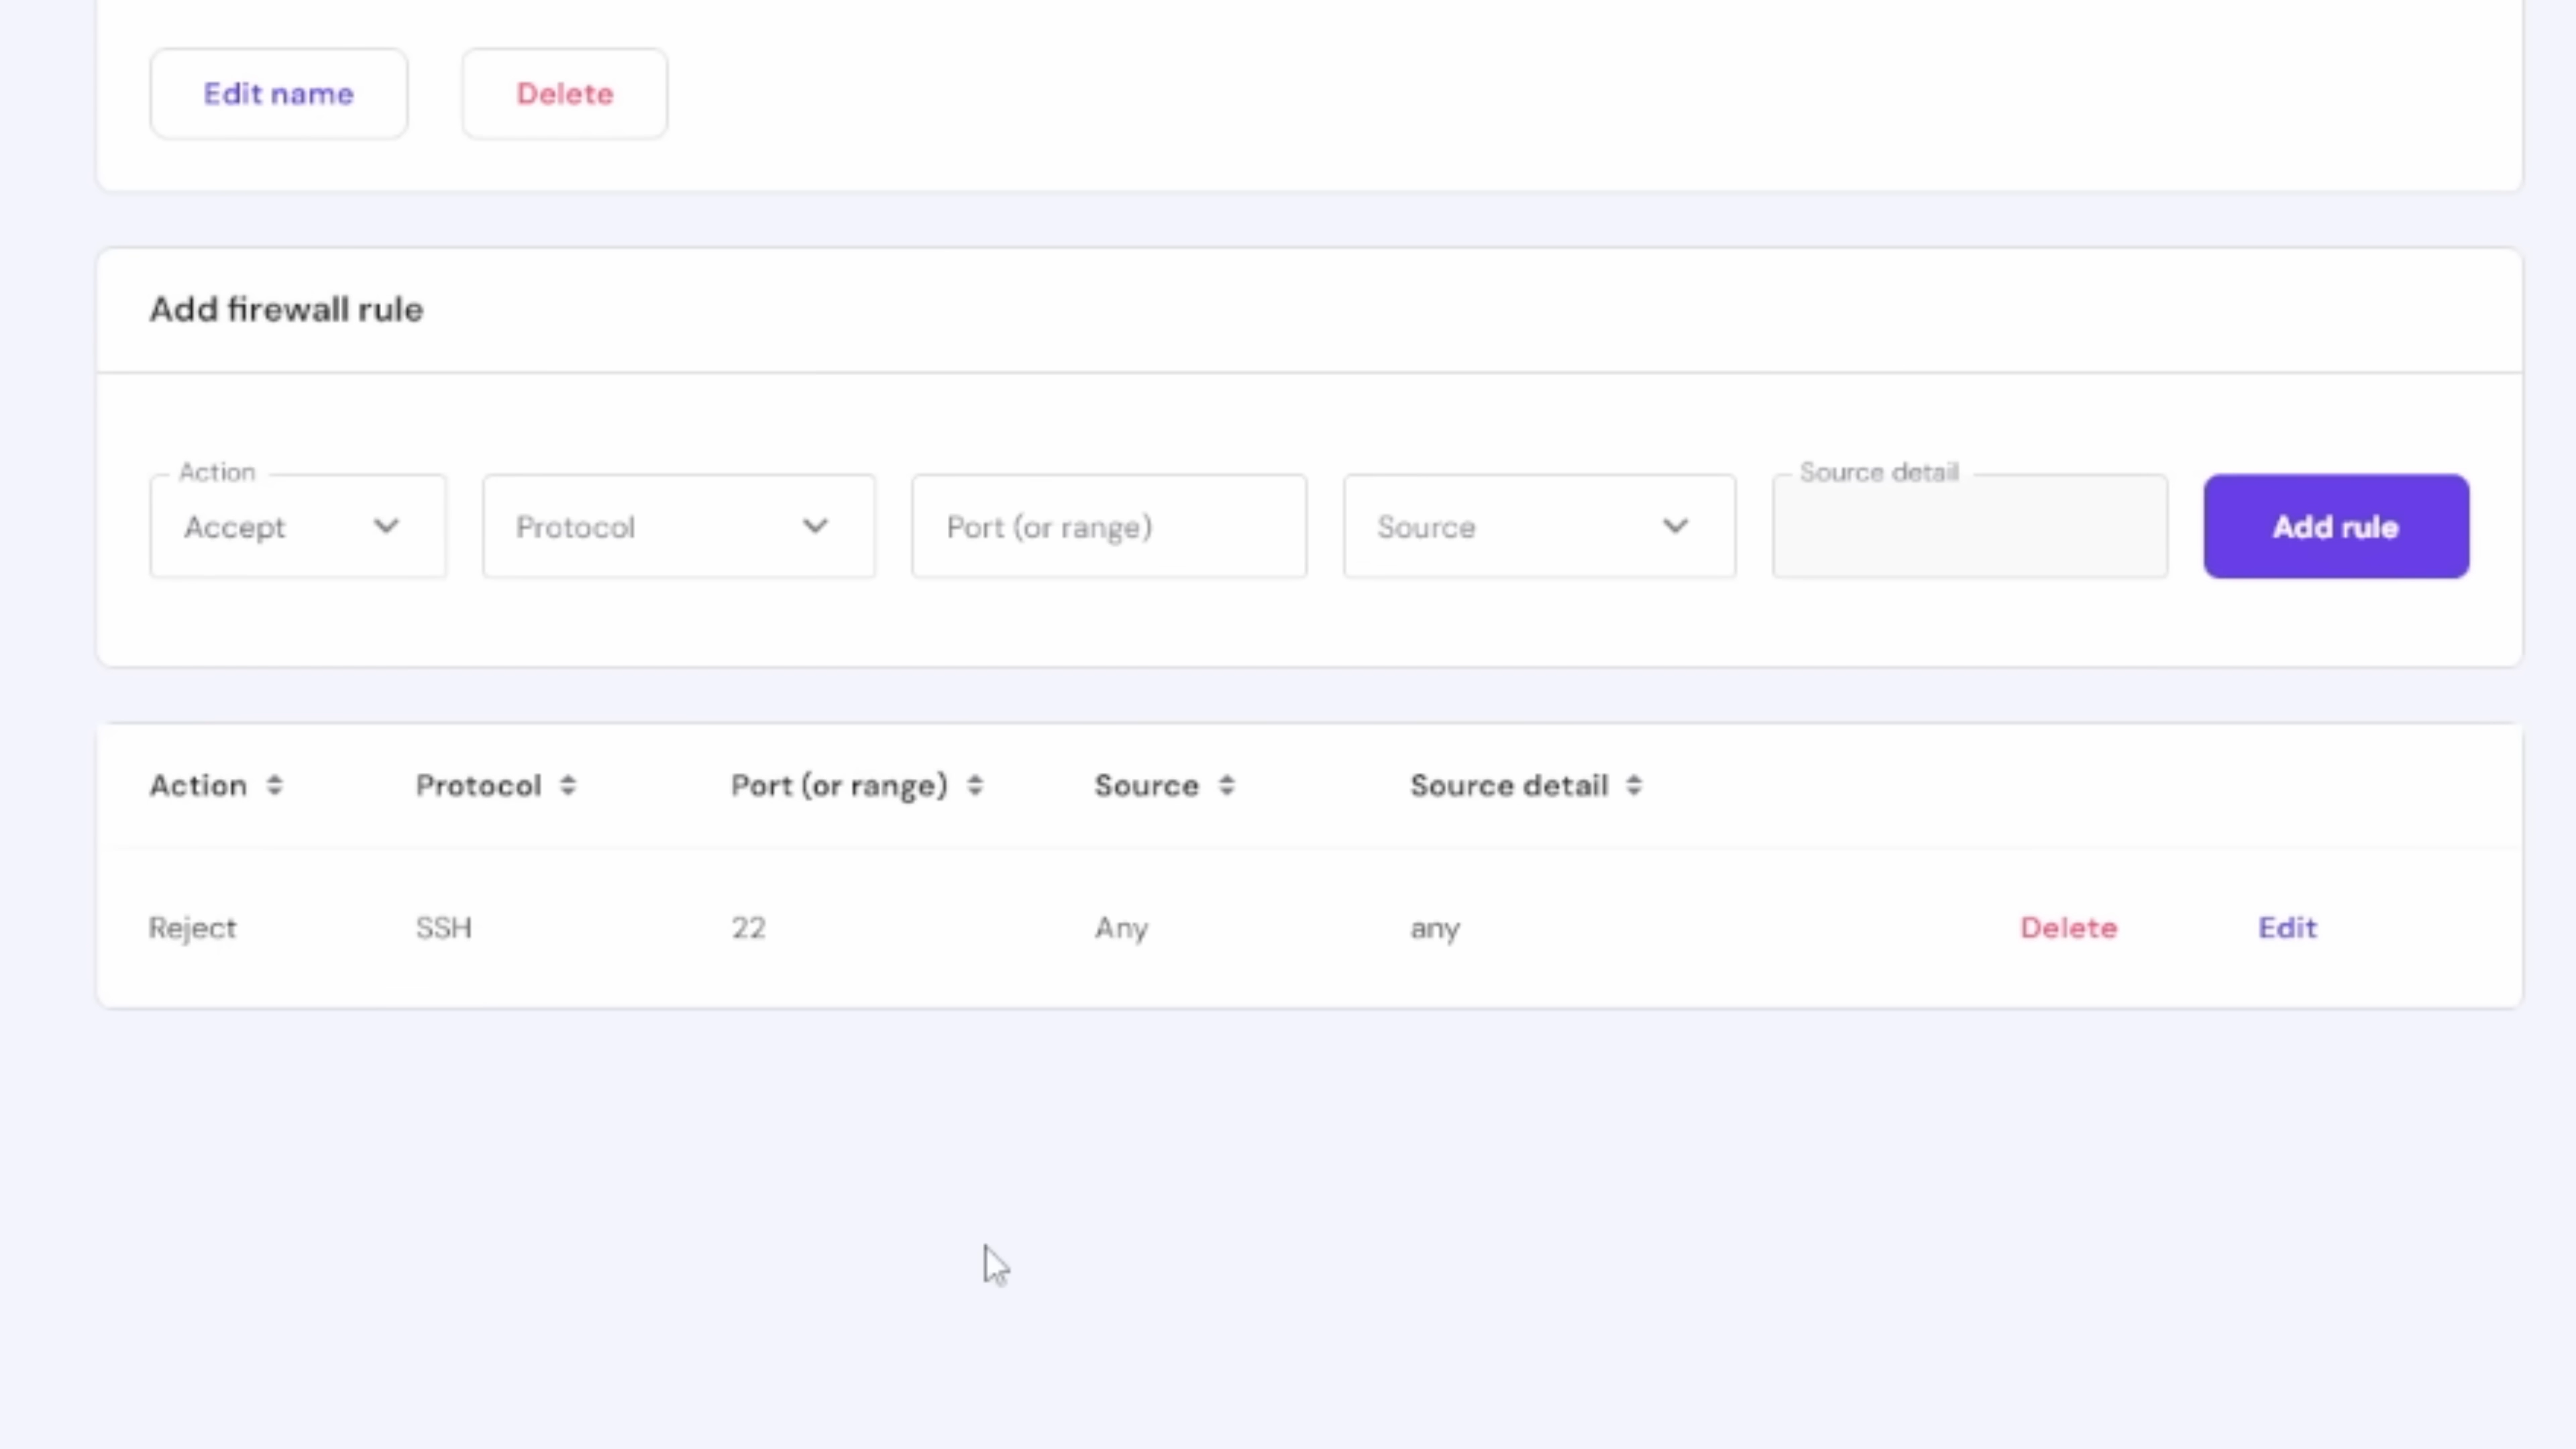 Edit name Delete
Add firewall rule
Action Source detail
Accept Protocol Port (or range) Source Add rule
Action Protocol Port (or range) Source Source detail
Reject SSH 22 Any any Delete Edit